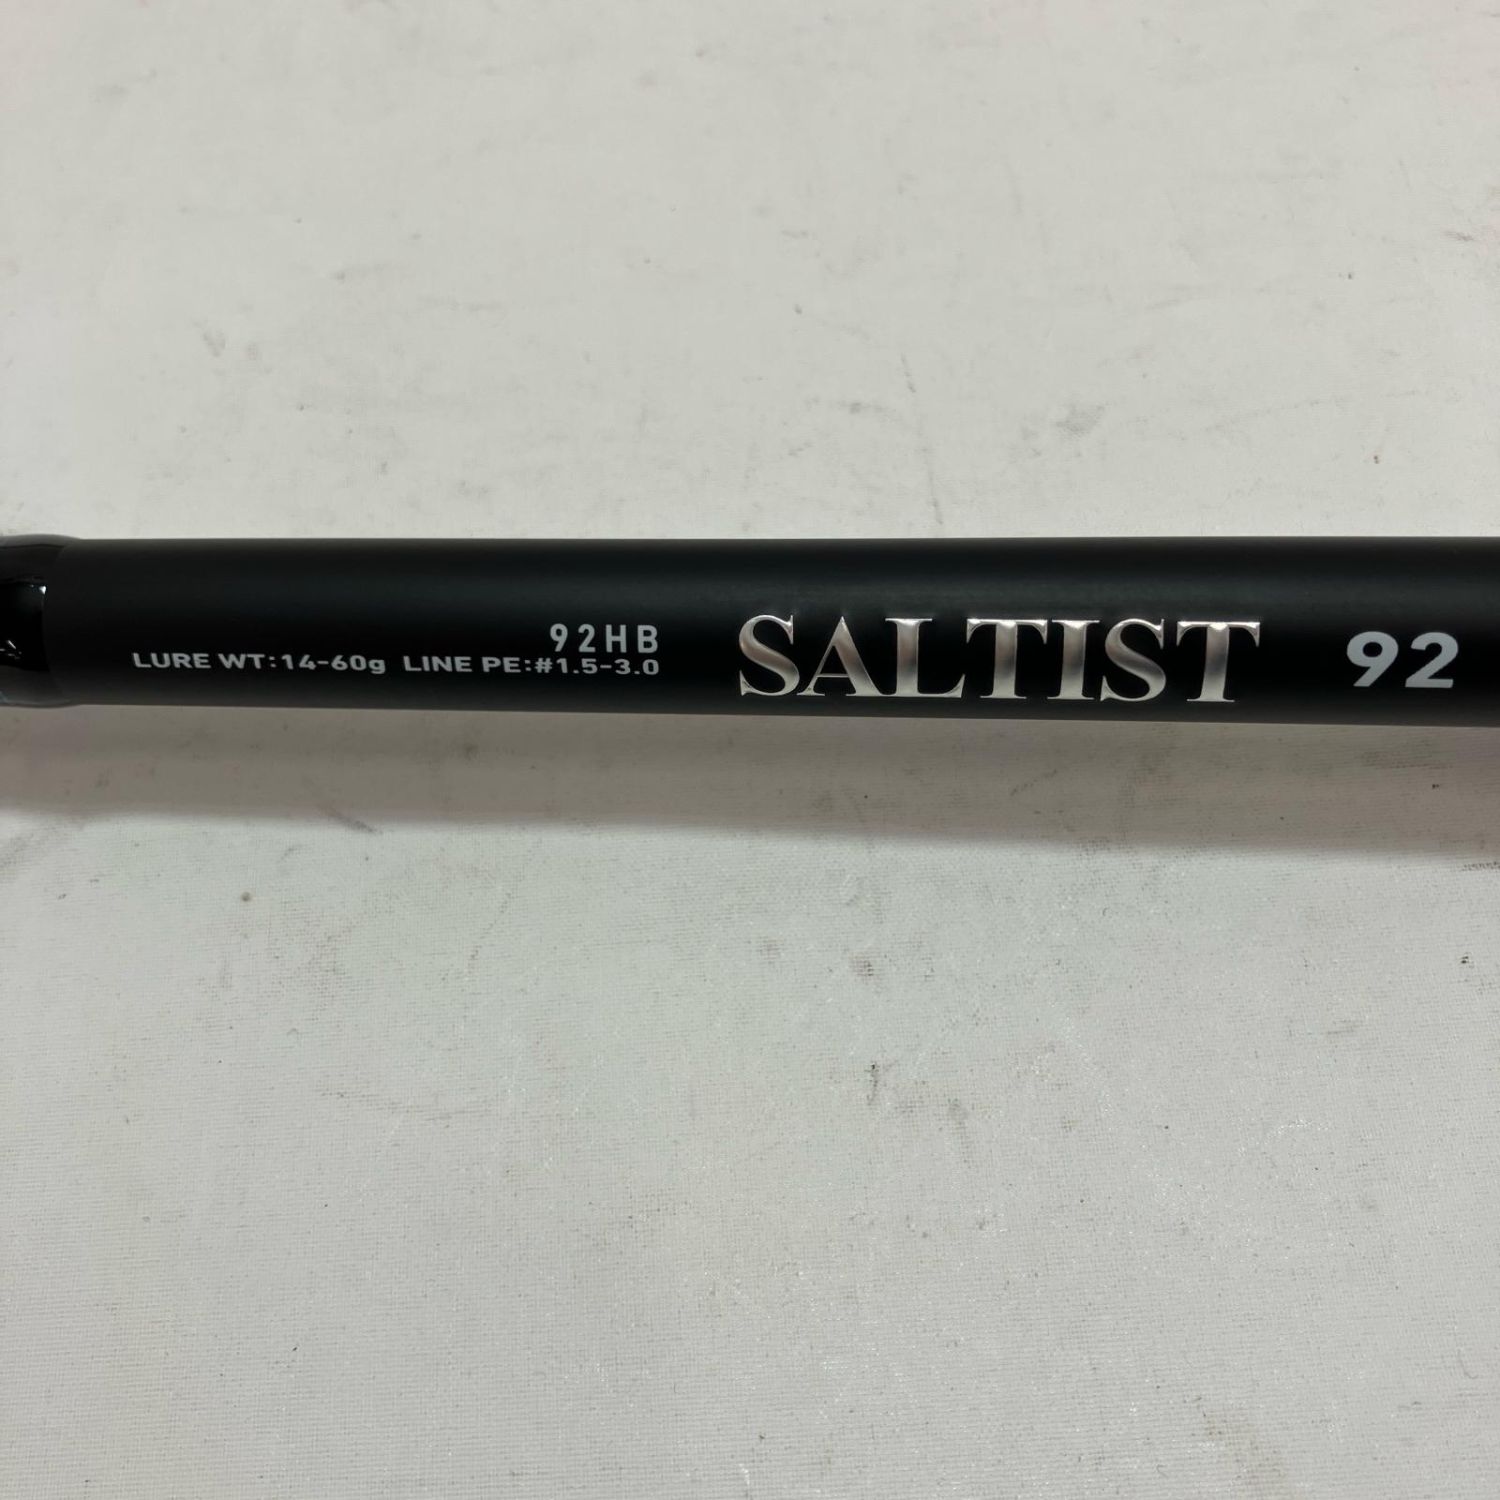 92HB
LURE WT:14-60g LINE PE:#1.5-3.0
SALTIST 92